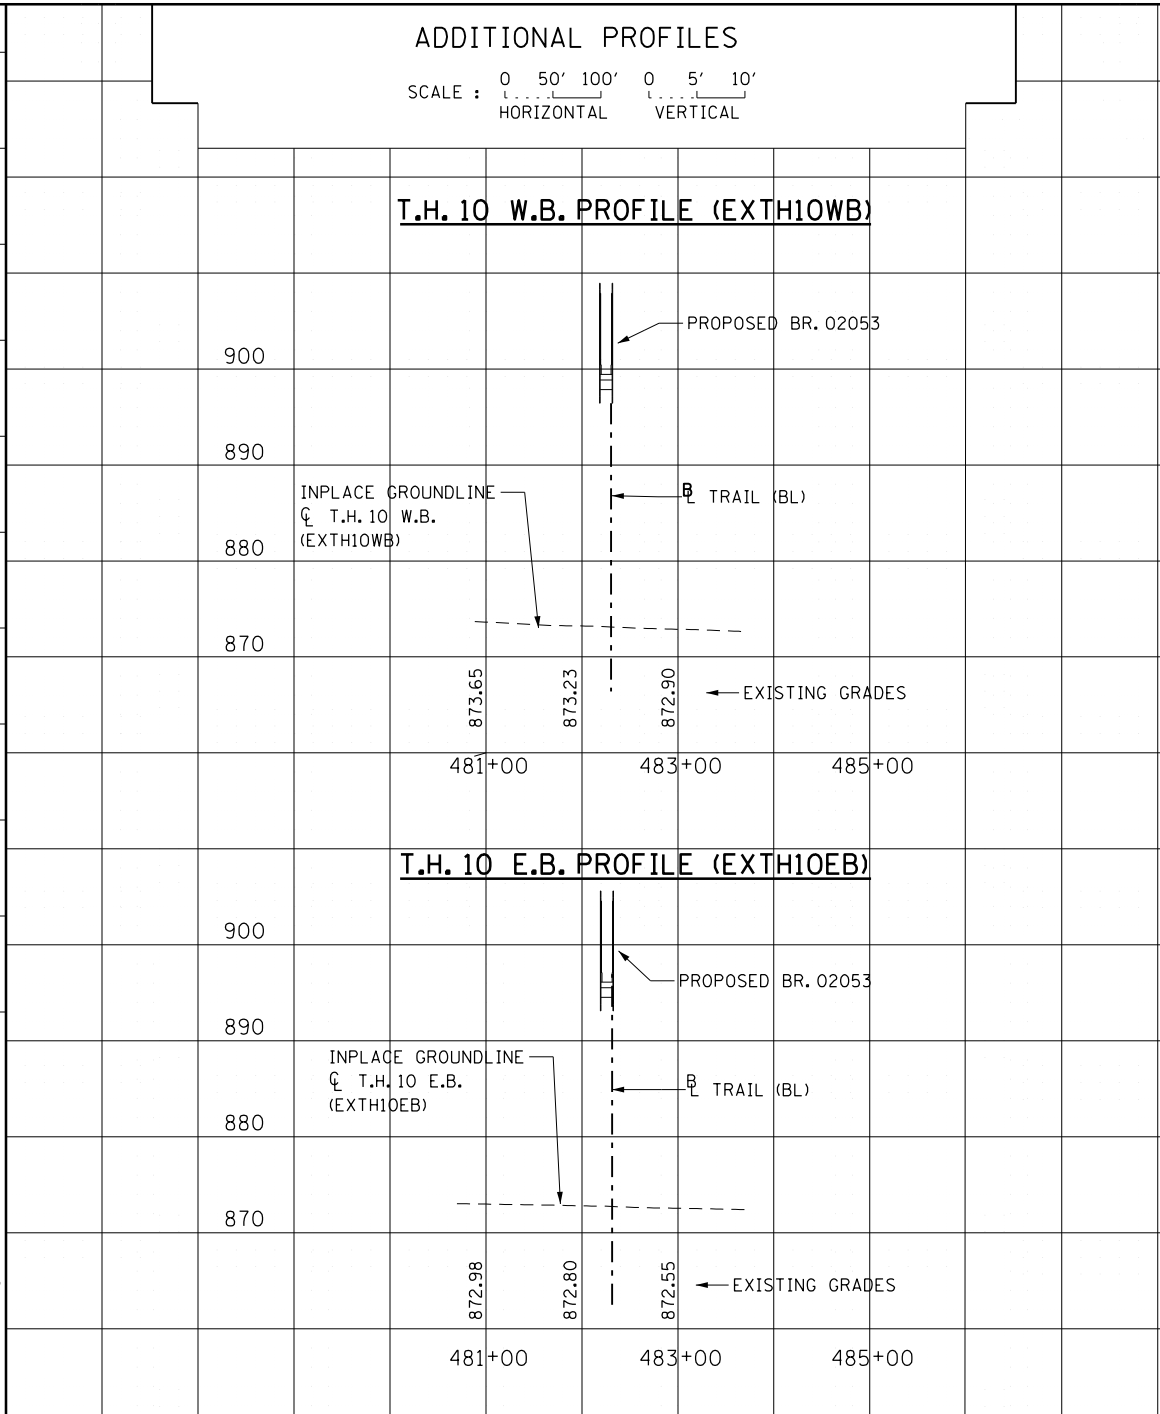 ADDITIONAL PROFILES
SCALE : 0 50' 100' 0 5' 10'
HORIZONTAL VERTICAL
T.H. 10 W.B. PROFILE (EXTH10WB)
PROPOSED BR. 02053
900
890
INPLACE GROUNDLINE
℄ T.H. 10 W.B.
(EXTH10WB)
BL TRAIL (BL)
880
870
873.65
873.23
872.90
EXISTING GRADES
481+00 483+00 485+00
T.H. 10 E.B. PROFILE (EXTH10EB)
900
PROPOSED BR. 02053
890
INPLACE GROUNDLINE
℄ T.H. 10 E.B.
(EXTH10EB)
BL TRAIL (BL)
880
870
872.98
872.80
872.55
EXISTING GRADES
481+00 483+00 485+00